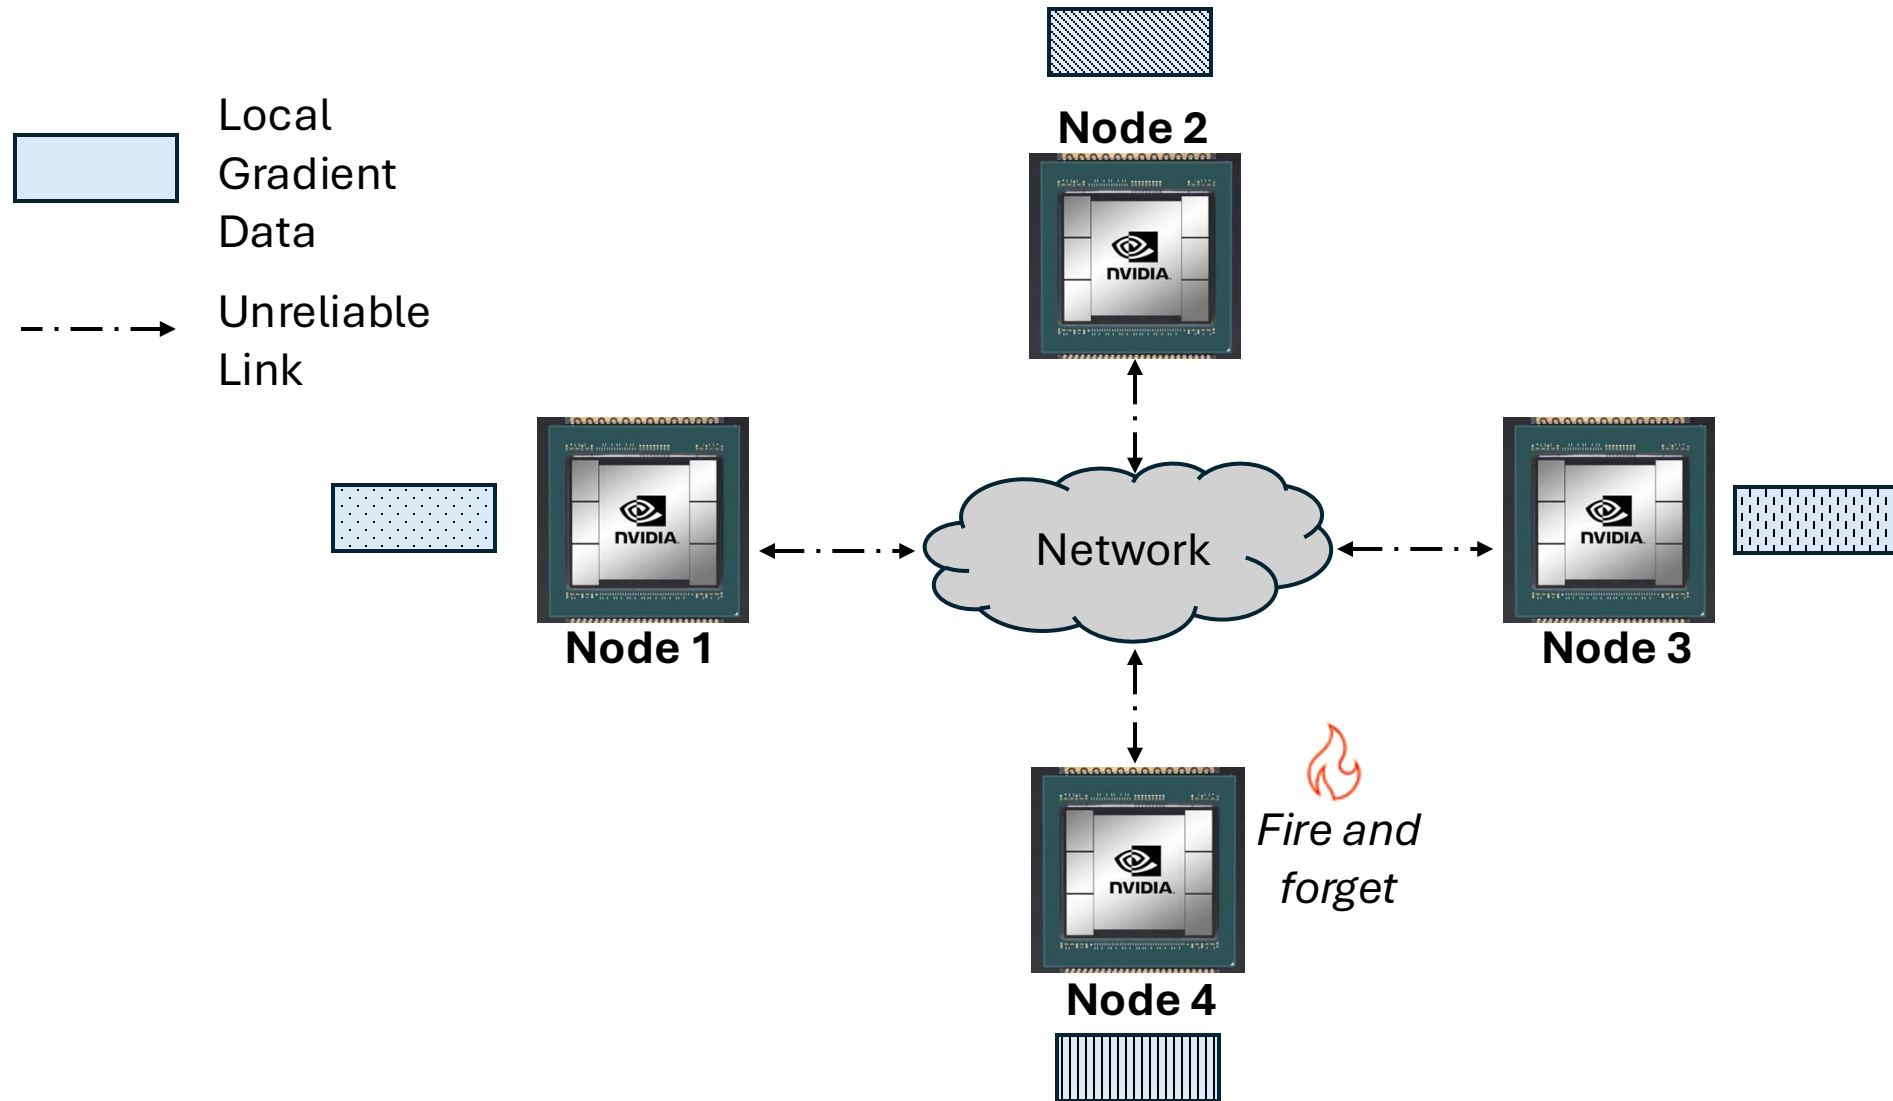 Node 2
Local
Gradient
Data
NVIDIA
Unreliable
Link
NVIDIA
NVIDIA
Network
Node 1
Node 3
Fire and
forget
NVIDIA
Node 4